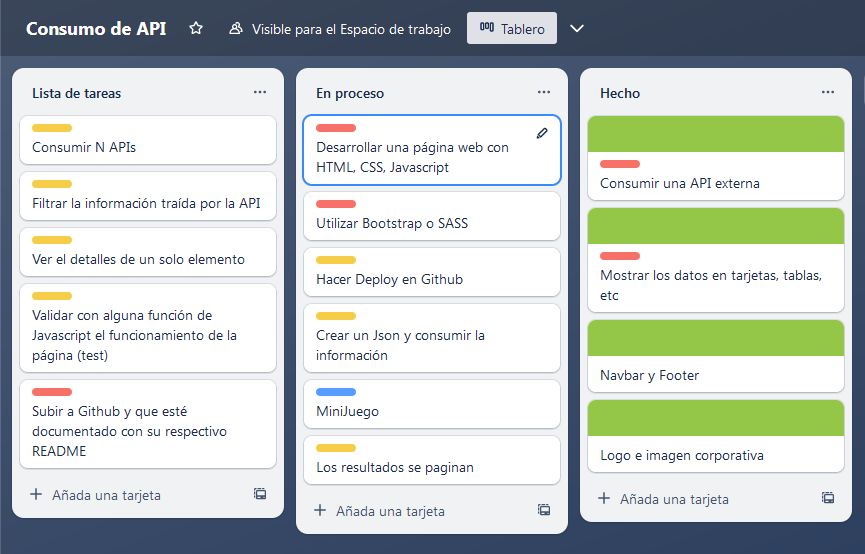 Consumo de API
Visible para el Espacio de trabajo
Tablero
Lista de tareas
Consumir N APIs
Filtrar la información traída por la API
Ver el detalles de un solo elemento
Validar con alguna función de
Javascript el funcionamiento de la
página (test)
Subir a Github y que esté
documentado con su respectivo
README
Añada una tarjeta
En proceso
Desarrollar una página web con
HTML, CSS, Javascript
Utilizar Bootstrap o SASS
Hacer Deploy en Github
Crear un Json y consumir la
información
MiniJuego
Los resultados se paginan
Añada una tarjeta
Hecho
Consumir una API externa
Mostrar los datos en tarjetas, tablas,
etc
Navbar y Footer
Logo e imagen corporativa
Añada una tarjeta